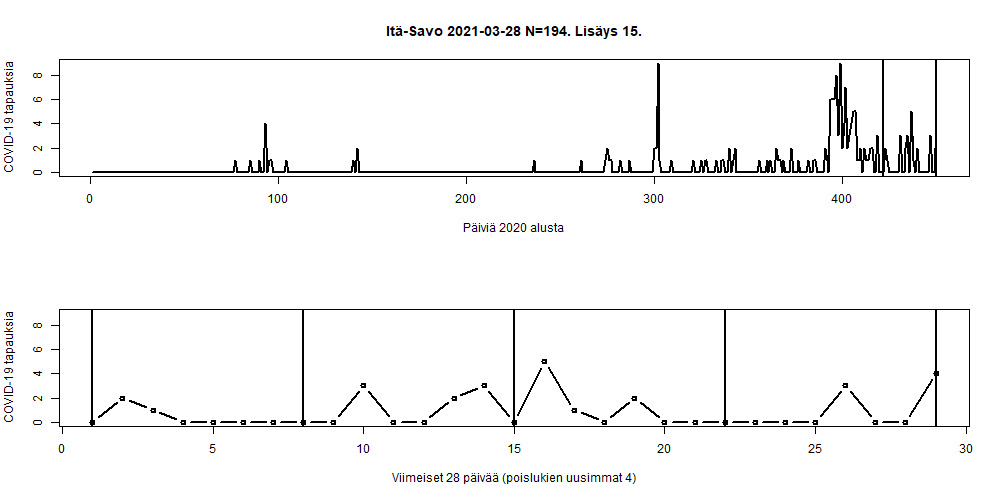 Itä-Savo 2021-03-28 N=194. Lisäys 15.
COVID-19 tapauksia
0 2 4 6 8
0 100 200 300 400
Päiviä 2020 alusta
COVID-19 tapauksia
0 2 4 6 8
0 5 10 15 20 25 30
Viimeiset 28 päivää (poislukien uusimmat 4)